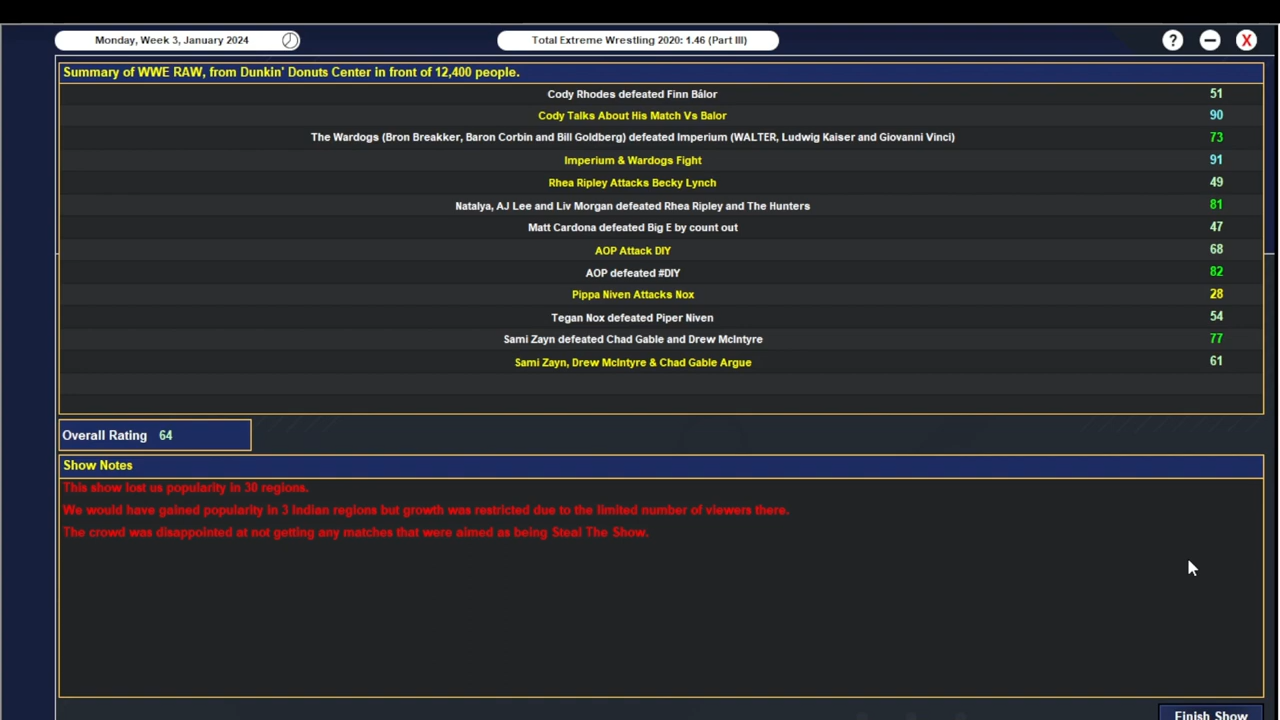 Monday, Week 3, January 2024
Total Extreme Wrestling 2020: 1.46 (Part III)
? X
Summary of WWE RAW, from Dunkin' Donuts Center in front of 12,400 people.
Cody Rhodes defeated Finn Bálor 51
Cody Talks About His Match Vs Balor 90
The Wardogs (Bron Breakker, Baron Corbin and Bill Goldberg) defeated Imperium (WALTER, Ludwig Kaiser and Giovanni Vinci) 73
Imperium & Wardogs Fight 91
Rhea Ripley Attacks Becky Lynch 49
Natalya, AJ Lee and Liv Morgan defeated Rhea Ripley and The Hunters 81
Matt Cardona defeated Big E by count out 47
AOP Attack DIY 68
AOP defeated #DIY 82
Pippa Niven Attacks Nox 28
Tegan Nox defeated Piper Niven 54
Sami Zayn defeated Chad Gable and Drew McIntyre 77
Sami Zayn, Drew McIntyre & Chad Gable Argue 61
Overall Rating 64
Show Notes
This show lost us popularity in 30 regions.
We would have gained popularity in 3 Indian regions but growth was restricted due to the limited number of viewers there.
The crowd was disappointed at not getting any matches that were aimed as being Steal The Show.
Finish Show